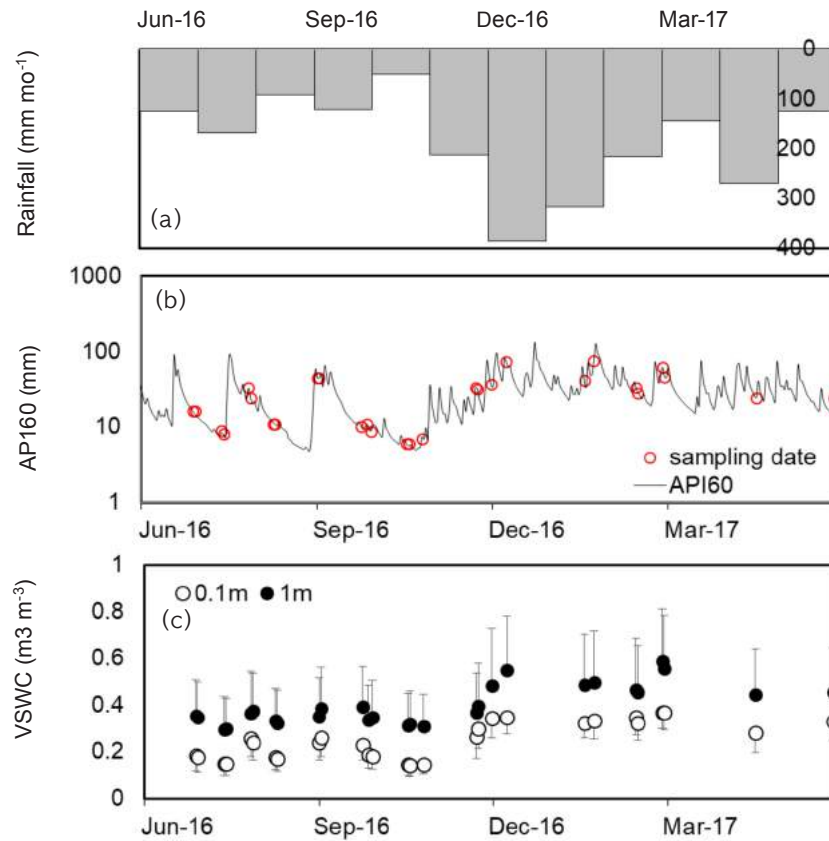 Jun-16 Sep-16 Dec-16 Mar-17
0
100
200
300
400
Rainfall (mm mo-1)
(a)
1000
100
10
1
AP160 (mm)
(b)
sampling date
API60
Jun-16 Sep-16 Dec-16 Mar-17
1
0.8
0.6
0.4
0.2
0
VSWC (m3 m-3)
0.1m 1m
(c)
Jun-16 Sep-16 Dec-16 Mar-17